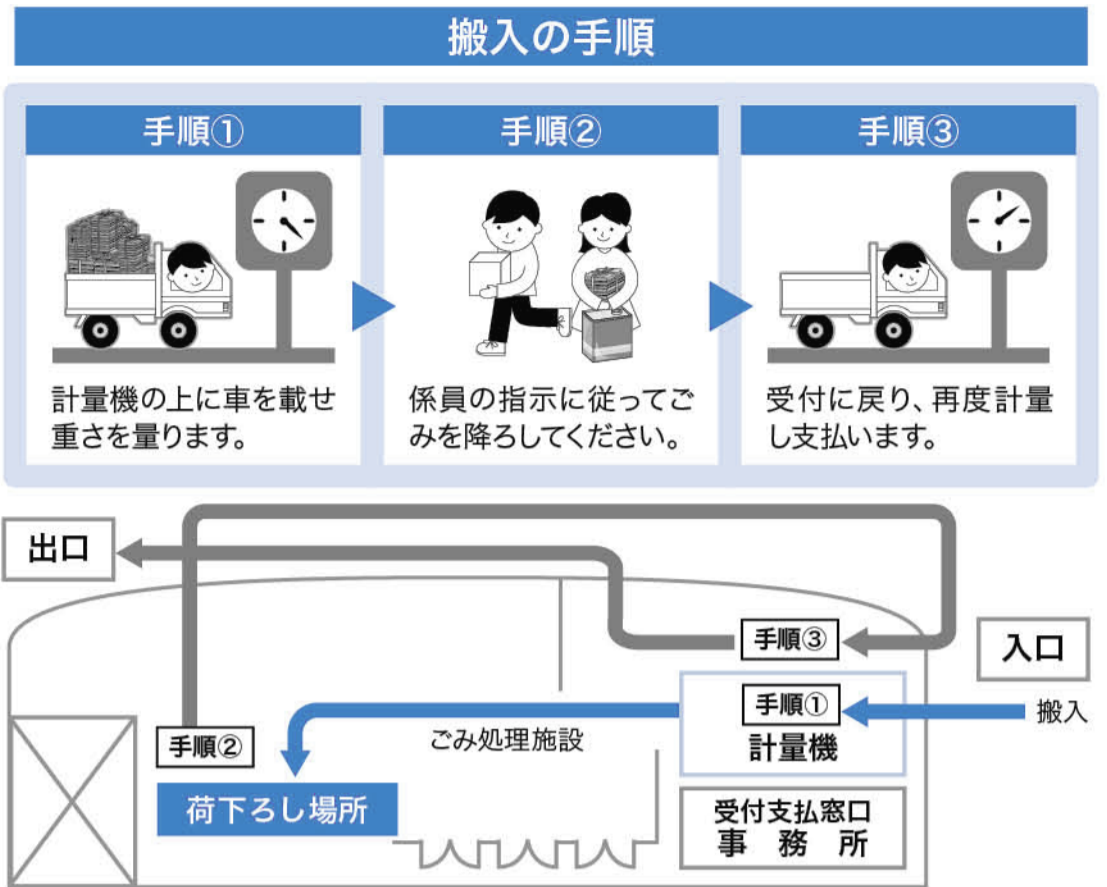 搬入の手順
手順①
計量機の上に車を載せ
重さを量ります。
手順②
係員の指示に従ってご
みを降ろしてください。
手順③
受付に戻り、再度計量
し支払います。
出口
手順③
入口
手順①
計量機
搬入
手順②
ごみ処理施設
荷下ろし場所
受付支払窓口
事務所